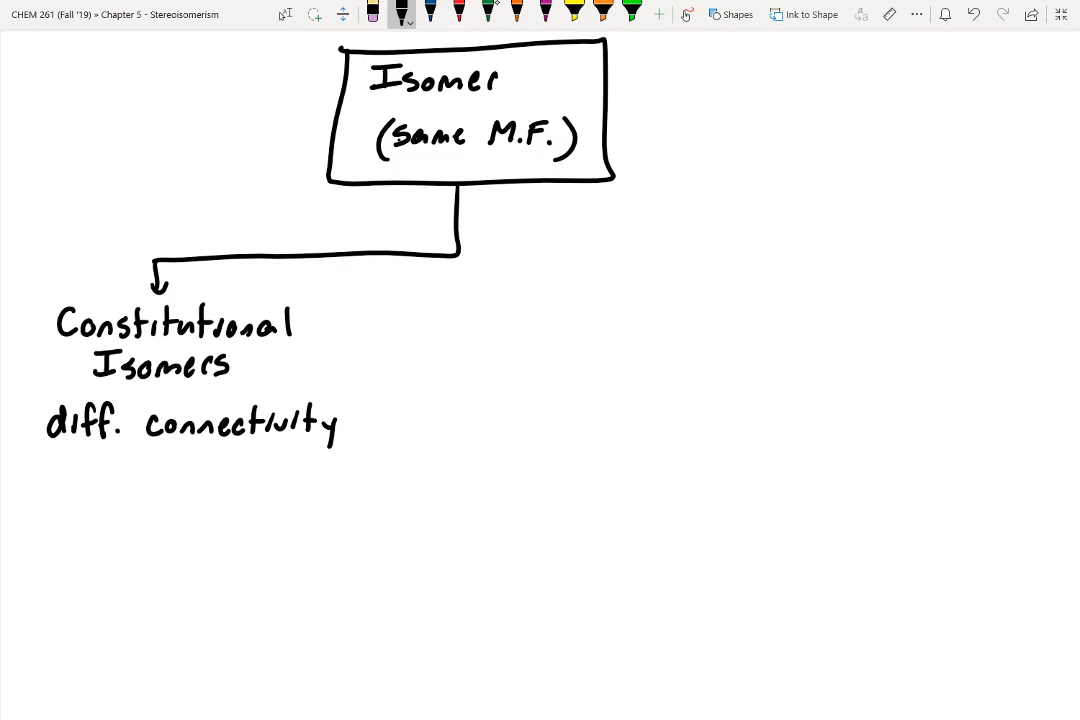 CHEM 261 (Fall '19) » Chapter 5 - Stereoisomerism
Shapes
Ink to Shape
Isomer
(same M.F.)
Constitutional
Isomers
diff. connectivity